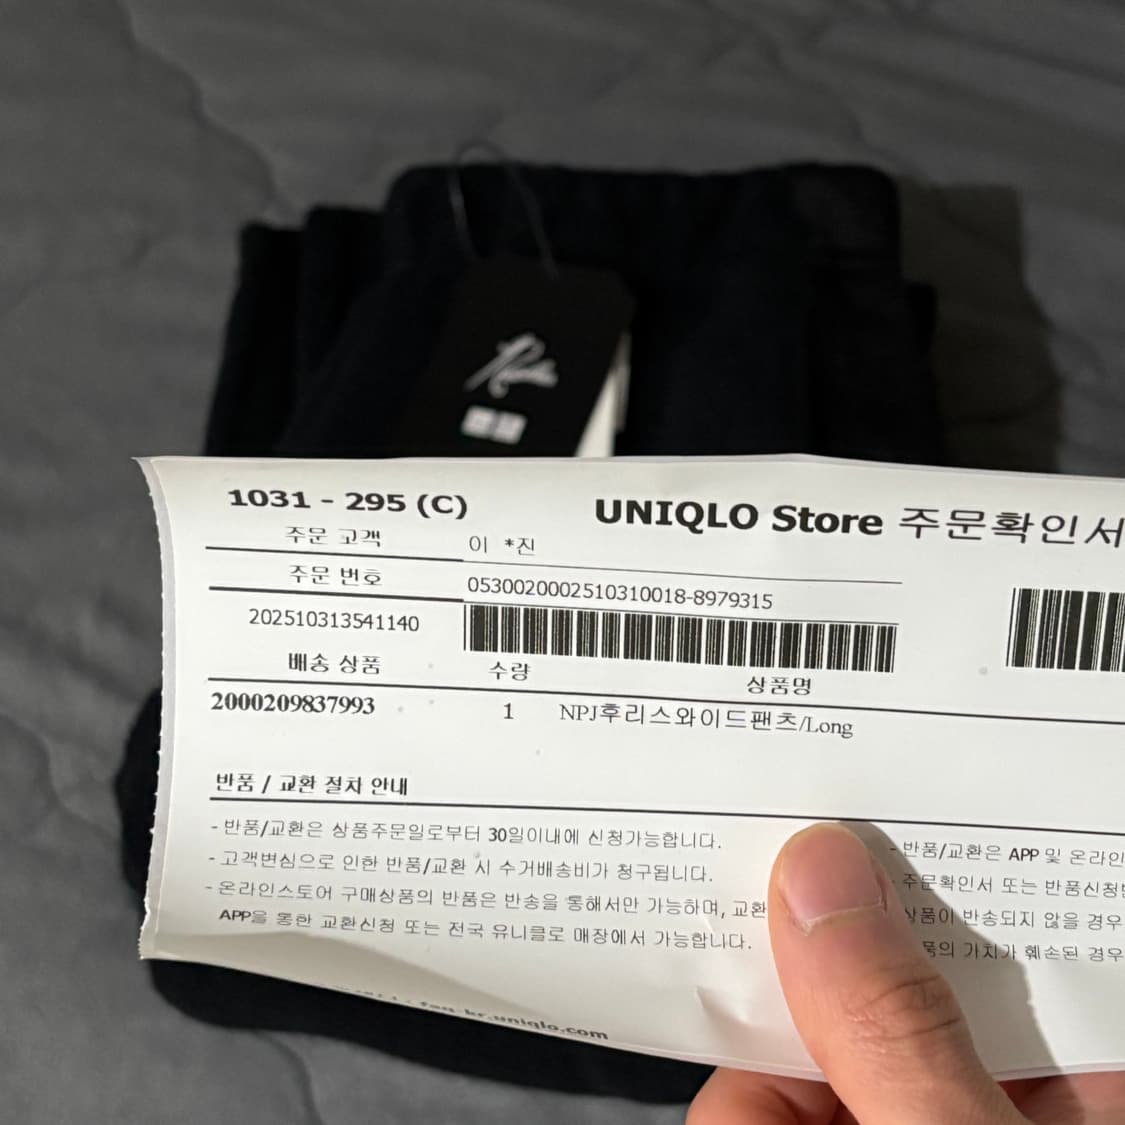 1031 - 295 (C)
UNIQLO Store 주문확인서
주문 고객
이 *진
주문 번호
0530020002510310018-8979315
202510313541140
배송 상품
수량
상품명
2000209837993
1
NPJ후리스와이드팬츠/Long
반품 / 교환 절차 안내
- 반품/교환은 상품주문일로부터 30일이내에 신청가능합니다.
- 고객변심으로 인한 반품/교환 시 수거배송비가 청구됩니다.
- 온라인스토어 구매상품의 반품은 반송을 통해서만 가능하며, 교환
APP을 통한 교환신청 또는 전국 유니클로 매장에서 가능합니다.
- 반품/교환은 APP 및 온라인
주문확인서 또는 반품신청
상품이 반송되지 않을 경우
의 가치가 훼손된 경우
faq-kr.uniqlo.com